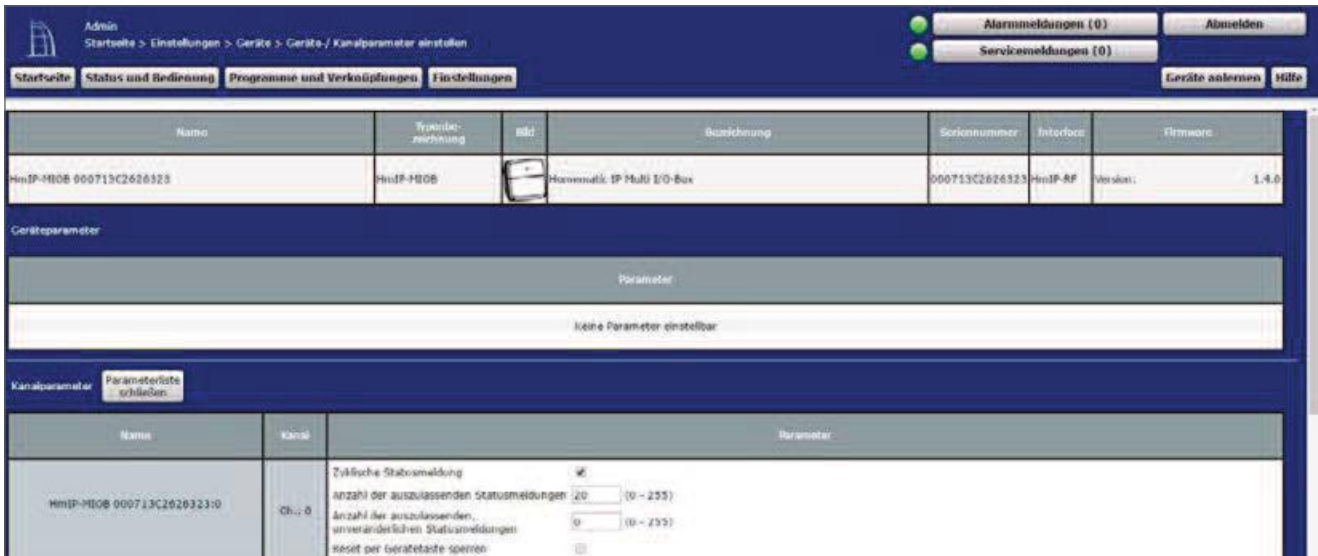 Admin
Alarmmeldungen (0)
Abmelden
Startseite > Einstellungen > Geräte > Geräte-/ Kanalparameter einstellen
Servicemeldungen (0)
Startseite
Status und Bedienung
Programme und Verknüpfungen
Einstellungen
Geräte anlernen
Hilfe
Name
Typenbe-
zeichnung
Bild
Bezeichnung
Seriennummer
Interface
Firmware
HmIP-MIOB 000713C2626323
HmIP-MIOB
Homematic IP Multi I/O-Box
000713C2626323
HmIP-RF
Version:
1.4.0
Geräteparameter
Parameter
Keine Parameter einstellbar
Kanalparameter
Parameterliste
schließen
Name
Kanal
Parameter
HmIP-MIOB 000713C2626323:0
Ch.: 0
Zyklische Statusmeldung
Anzahl der auszulassenden Statusmeldungen 20 (0 - 255)
Anzahl der auszulassenden,
unveränderlichen Statusmeldungen
0 (0 - 255)
Reset per Gerätetaste sperren